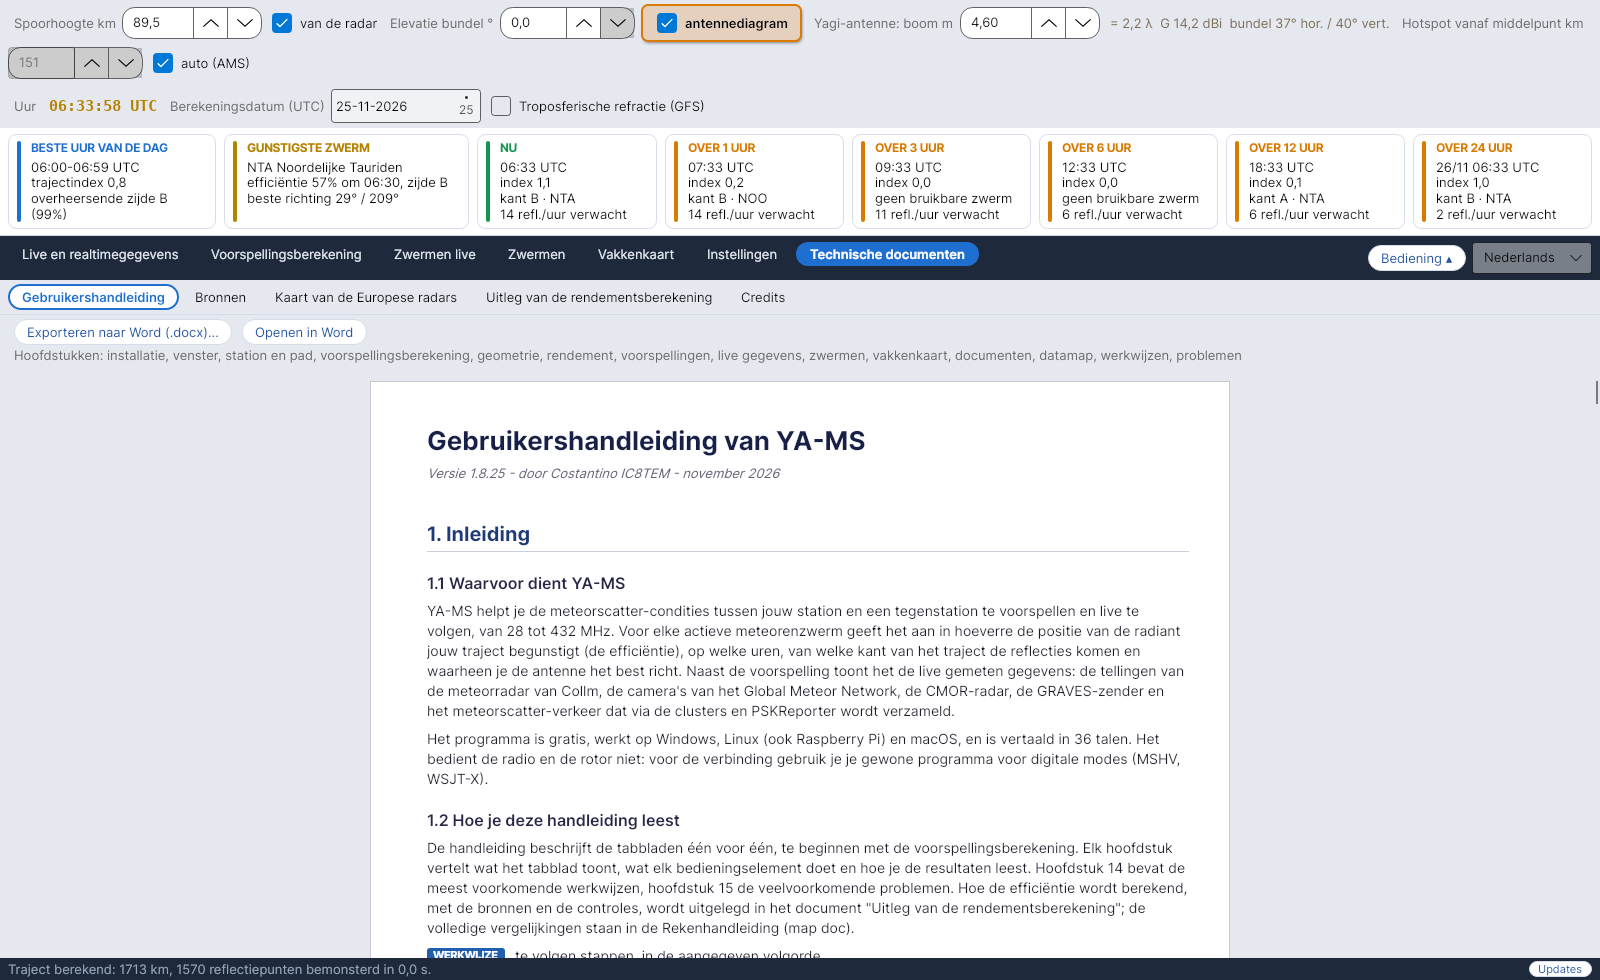 Spoorhoogte km 89,5 van de radar Elevatie bundel ° 0,0 antennediagram Yagi-antenne: boom m 4,60 = 2,2 λ G 14,2 dBi bundel 37° hor. / 40° vert. Hotspot vanaf middelpunt km
151 auto (AMS)
Uur 06:33:58 UTC Berekeningsdatum (UTC) 25-11-2026 25 Troposferische refractie (GFS)
BESTE UUR VAN DE DAG
06:00-06:59 UTC
trajectindex 0,8
overheersende zijde B
(99%)
GUNSTIGSTE ZWERM
NTA Noordelijke Tauriden
efficiëntie 57% om 06:30, zijde B
beste richting 29° / 209°
NU
06:33 UTC
index 1,1
kant B · NTA
14 refl./uur verwacht
OVER 1 UUR
07:33 UTC
index 0,2
kant B · NOO
14 refl./uur verwacht
OVER 3 UUR
09:33 UTC
index 0,0
geen bruikbare zwerm
11 refl./uur verwacht
OVER 6 UUR
12:33 UTC
index 0,0
geen bruikbare zwerm
6 refl./uur verwacht
OVER 12 UUR
18:33 UTC
index 0,1
kant A · NTA
6 refl./uur verwacht
OVER 24 UUR
26/11 06:33 UTC
index 1,0
kant B · NTA
2 refl./uur verwacht
Live en realtimegegevens Voorspellingsberekening Zwermen live Zwermen Vakkenkaart Instellingen Technische documenten Bediening ▴ Nederlands
Gebruikershandleiding Bronnen Kaart van de Europese radars Uitleg van de rendementsberekening Credits
Exporteren naar Word (.docx)... Openen in Word
Hoofdstukken: installatie, venster, station en pad, voorspellingsberekening, geometrie, rendement, voorspellingen, live gegevens, zwermen, vakkenkaart, documenten, datamap, werkwijzen, problemen
Gebruikershandleiding van YA-MS
Versie 1.8.25 - door Costantino IC8TEM - november 2026
1. Inleiding
1.1 Waarvoor dient YA-MS
YA-MS helpt je de meteorscatter-condities tussen jouw station en een tegenstation te voorspellen en live te
volgen, van 28 tot 432 MHz. Voor elke actieve meteorenzwerm geeft het aan in hoeverre de positie van de radiant
jouw traject begunstigt (de efficiëntie), op welke uren, van welke kant van het traject de reflecties komen en
waarheen je de antenne het best richt. Naast de voorspelling toont het de live gemeten gegevens: de tellingen van
de meteorradar van Collm, de camera's van het Global Meteor Network, de CMOR-radar, de GRAVES-zender en
het meteorscatter-verkeer dat via de clusters en PSKReporter wordt verzameld.
Het programma is gratis, werkt op Windows, Linux (ook Raspberry Pi) en macOS, en is vertaald in 36 talen. Het
bedient de radio en de rotor niet: voor de verbinding gebruik je je gewone programma voor digitale modes (MSHV,
WSJT-X).
1.2 Hoe je deze handleiding leest
De handleiding beschrijft de tabbladen één voor één, te beginnen met de voorspellingsberekening. Elk hoofdstuk
vertelt wat het tabblad toont, wat elk bedieningselement doet en hoe je de resultaten leest. Hoofdstuk 14 bevat de
meest voorkomende werkwijzen, hoofdstuk 15 de veelvoorkomende problemen. Hoe de efficiëntie wordt berekend,
met de bronnen en de controles, wordt uitgelegd in het document "Uitleg van de rendementsberekening"; de
volledige vergelijkingen staan in de Rekenhandleiding (map doc).
WERKWIJZE te volgen stappen, in de aangegeven volgorde
Traject berekend: 1713 km, 1570 reflectiepunten bemonsterd in 0,0 s. Updates